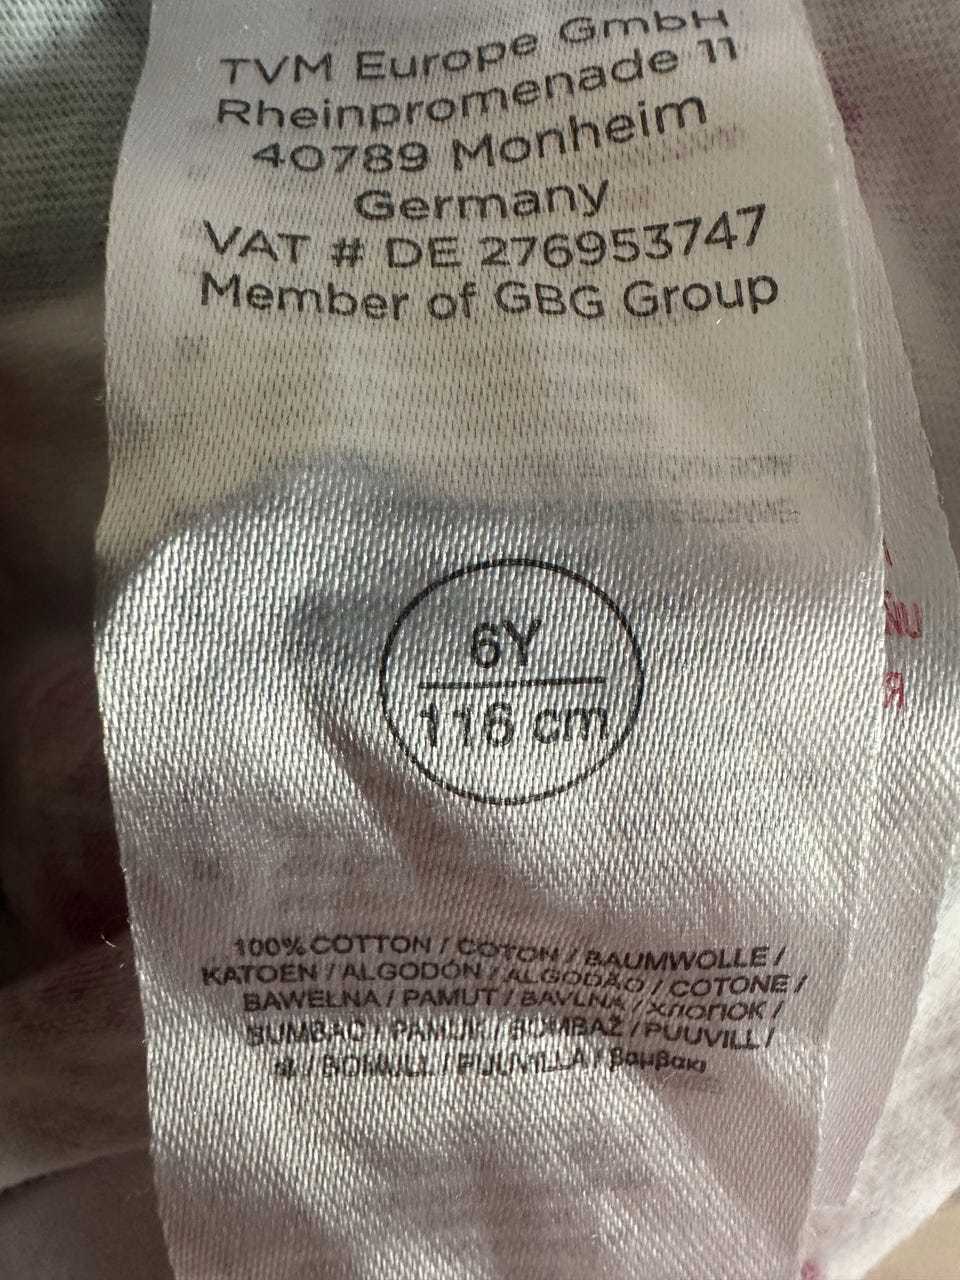 TVM Europe GmbH
Rheinpromenade 11
40789 Monheim
Germany
VAT # DE 276953747
Member of GBG Group
6Y
116 cm
100% COTTON / COTON / BAUMWOLLE /
KATOEN / ALGODÓN / ALGODÃO / COTONE /
BAWEŁNA / PAMUT / BAVLNA / ХЛОПОК /
BUMBAC / PAMUK / BOMBAŽ / PUUVILL /
/ BOMULL / PUUVILLA / βαμβακι